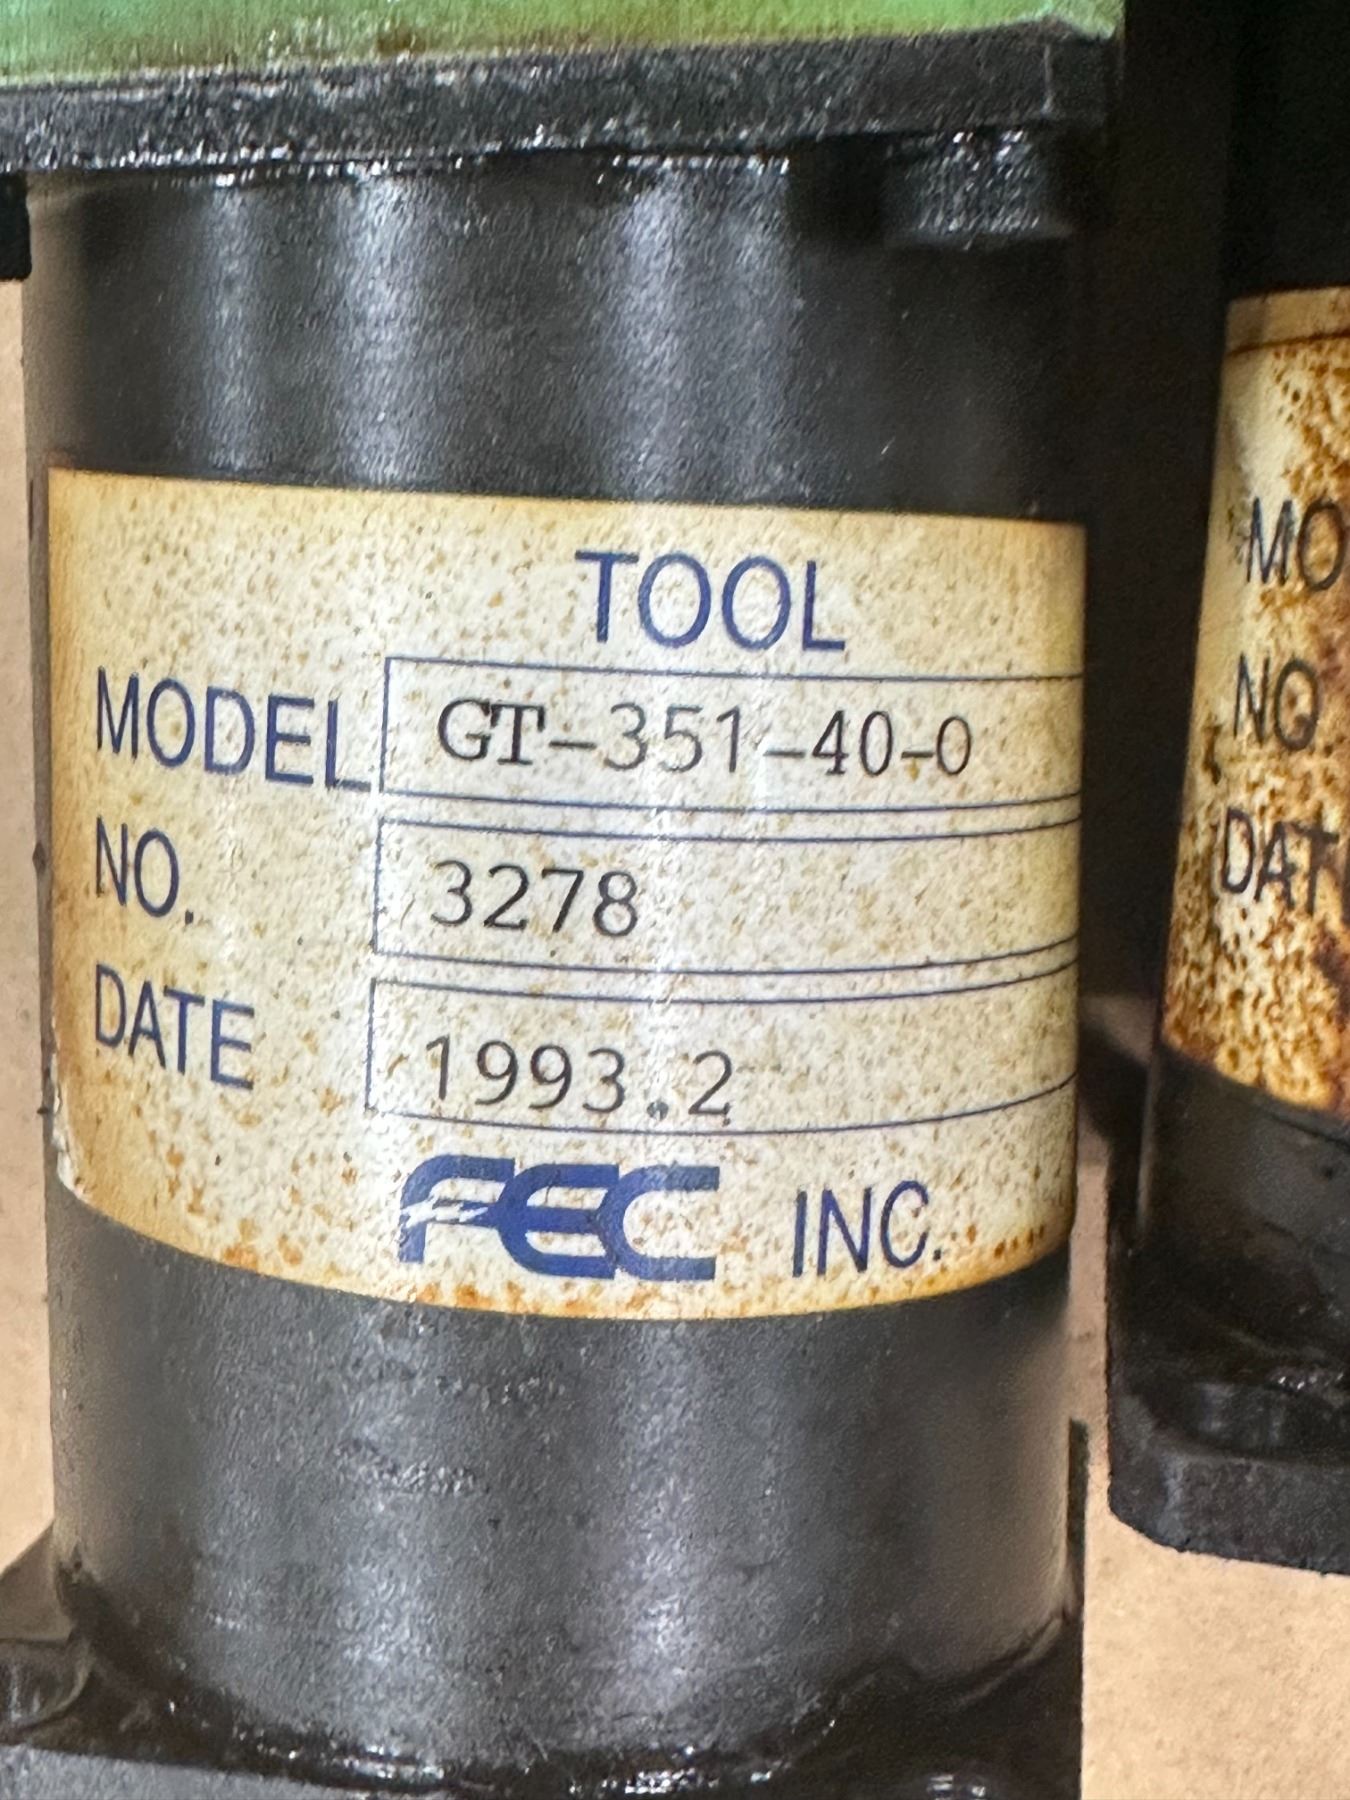 TOOL
MODEL GT-351-40-0
NO. 3278
DATE 1993.2
FEC INC.
MO
NO
DAT